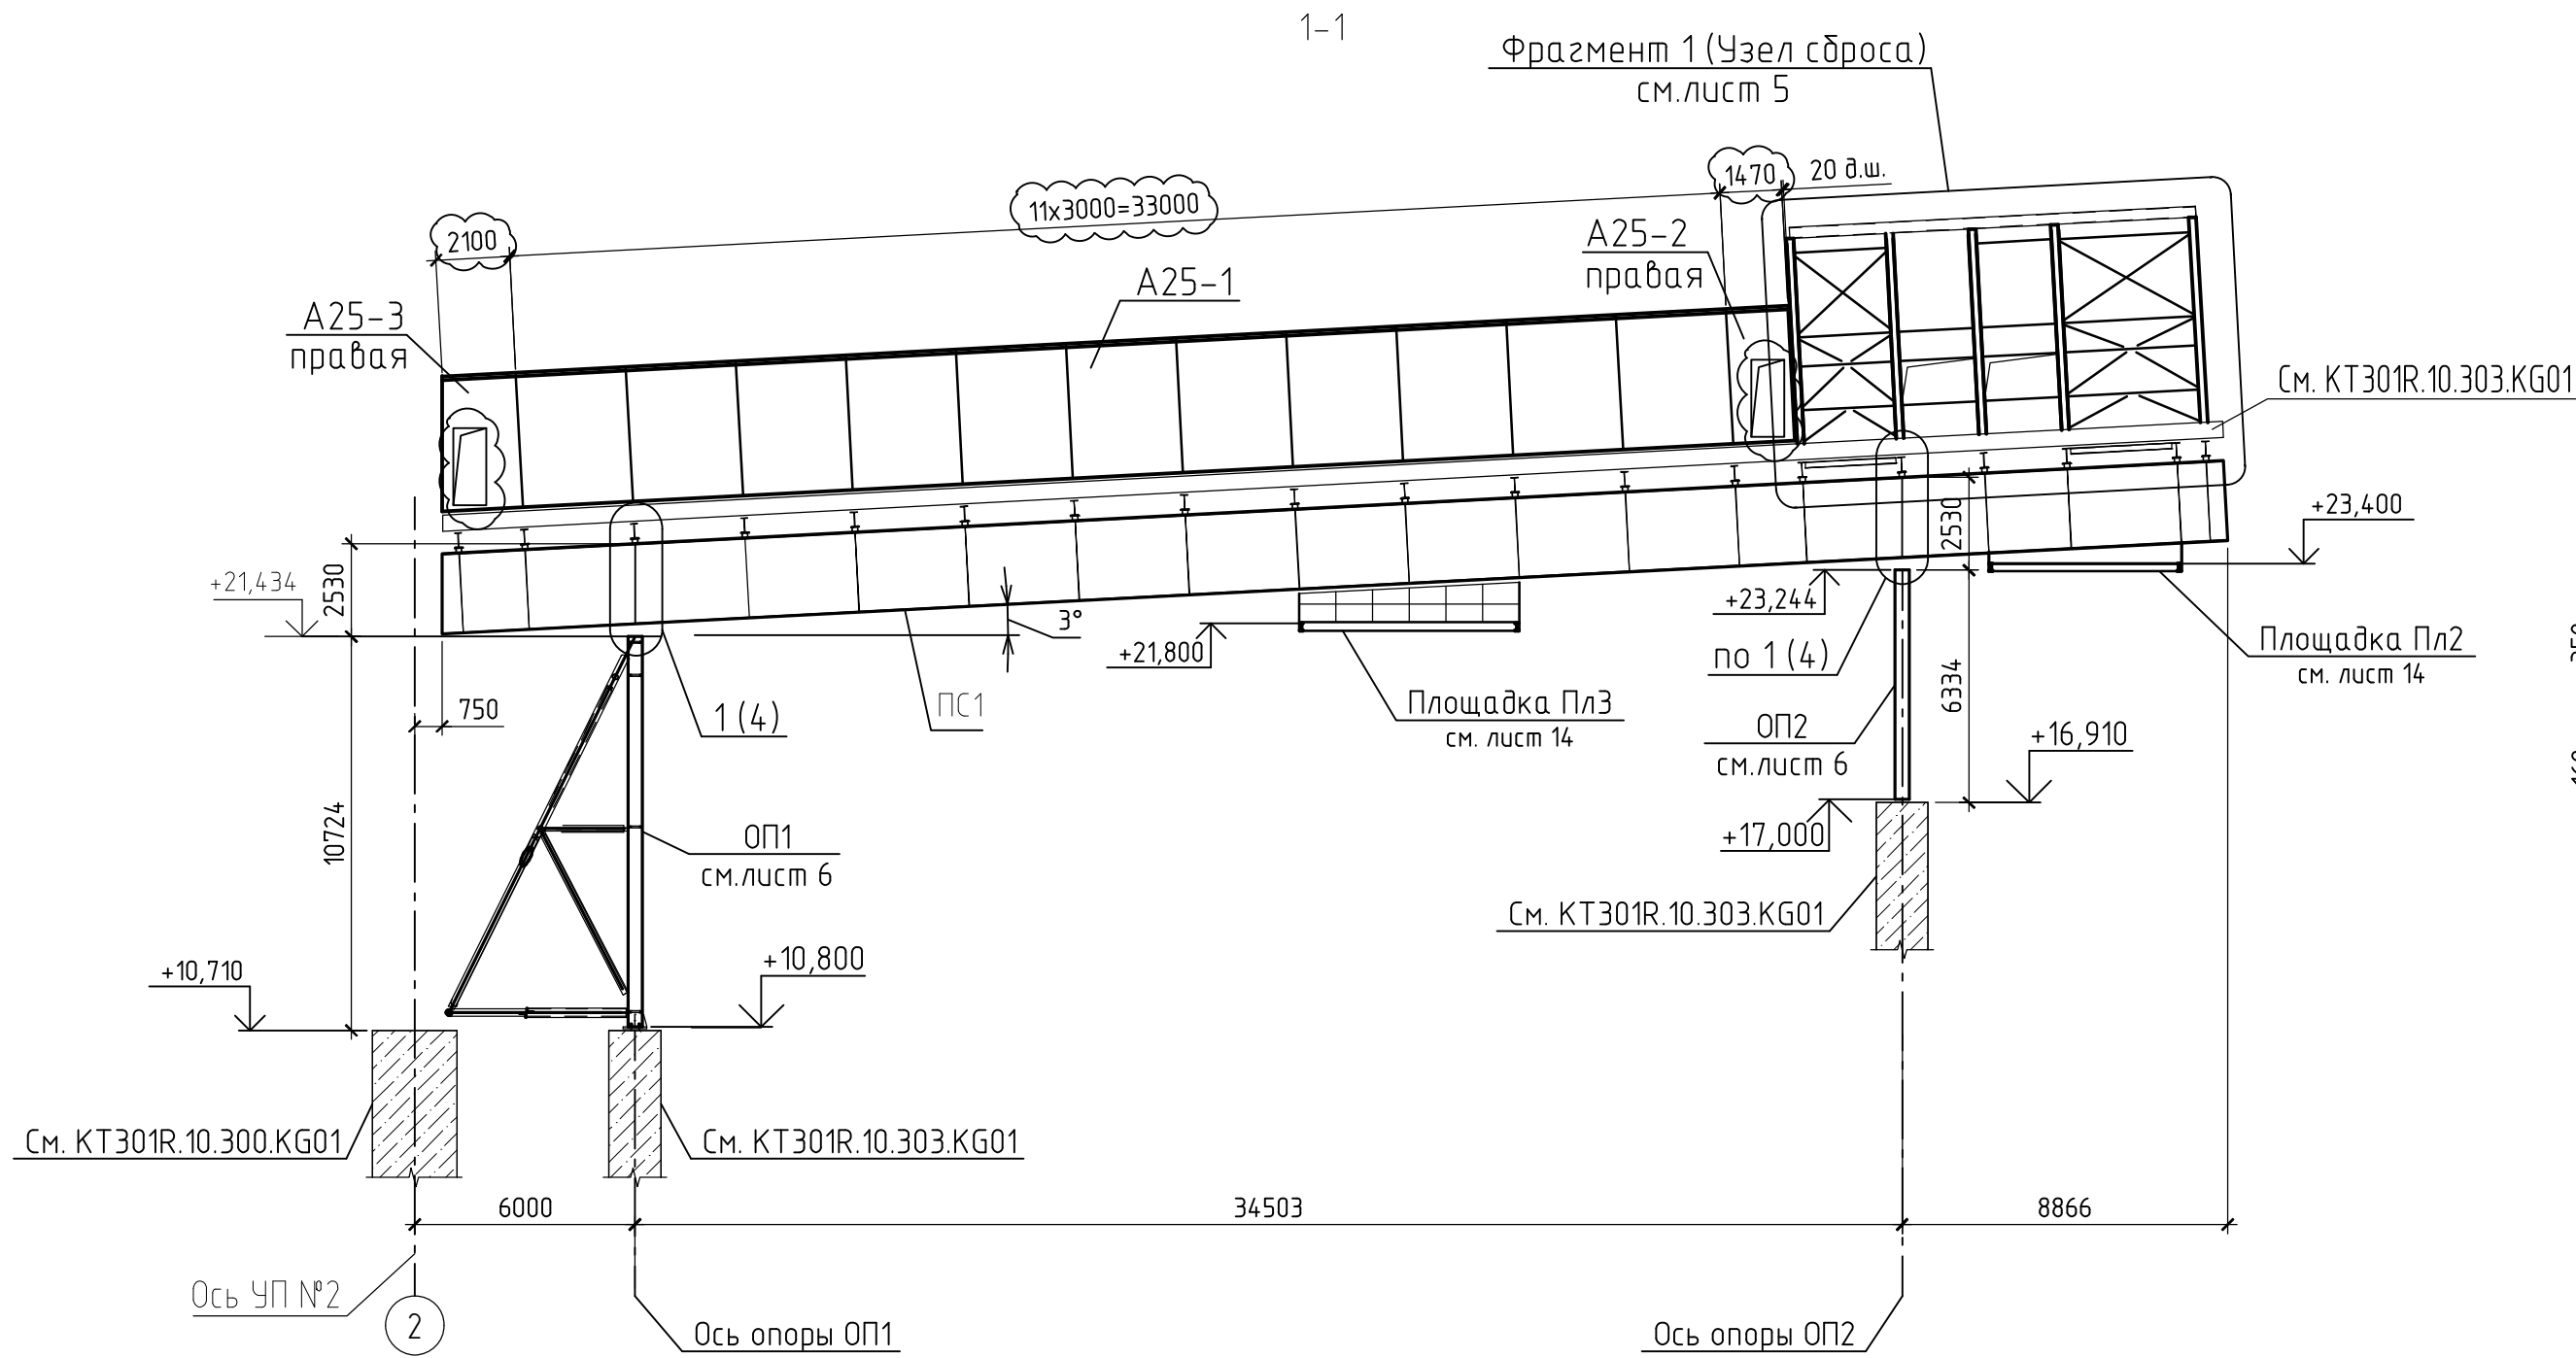 1-1
Фрагмент 1 (Узел сброса)
см.лист 5
1470
20 д.ш.
11х3000=33000
2100
А25-2
правая
А25-1
А25-3
правая
См. КТ301R.10.303.KG01
+23,400
2530
+21,434
2530
3°
+21,800
+23,244
по 1 (4)
Площадка Пл2
см. лист 14
750
1 (4)
ПС1
Площадка Пл3
см. лист 14
ОП2
см.лист 6
6334
+16,910
+17,000
10724
ОП1
см.лист 6
См. КТ301R.10.303.KG01
+10,710
+10,800
См. КТ301R.10.300.KG01
См. КТ301R.10.303.KG01
6000
34503
8866
Ось УП №2
2
Ось опоры ОП1
Ось опоры ОП2